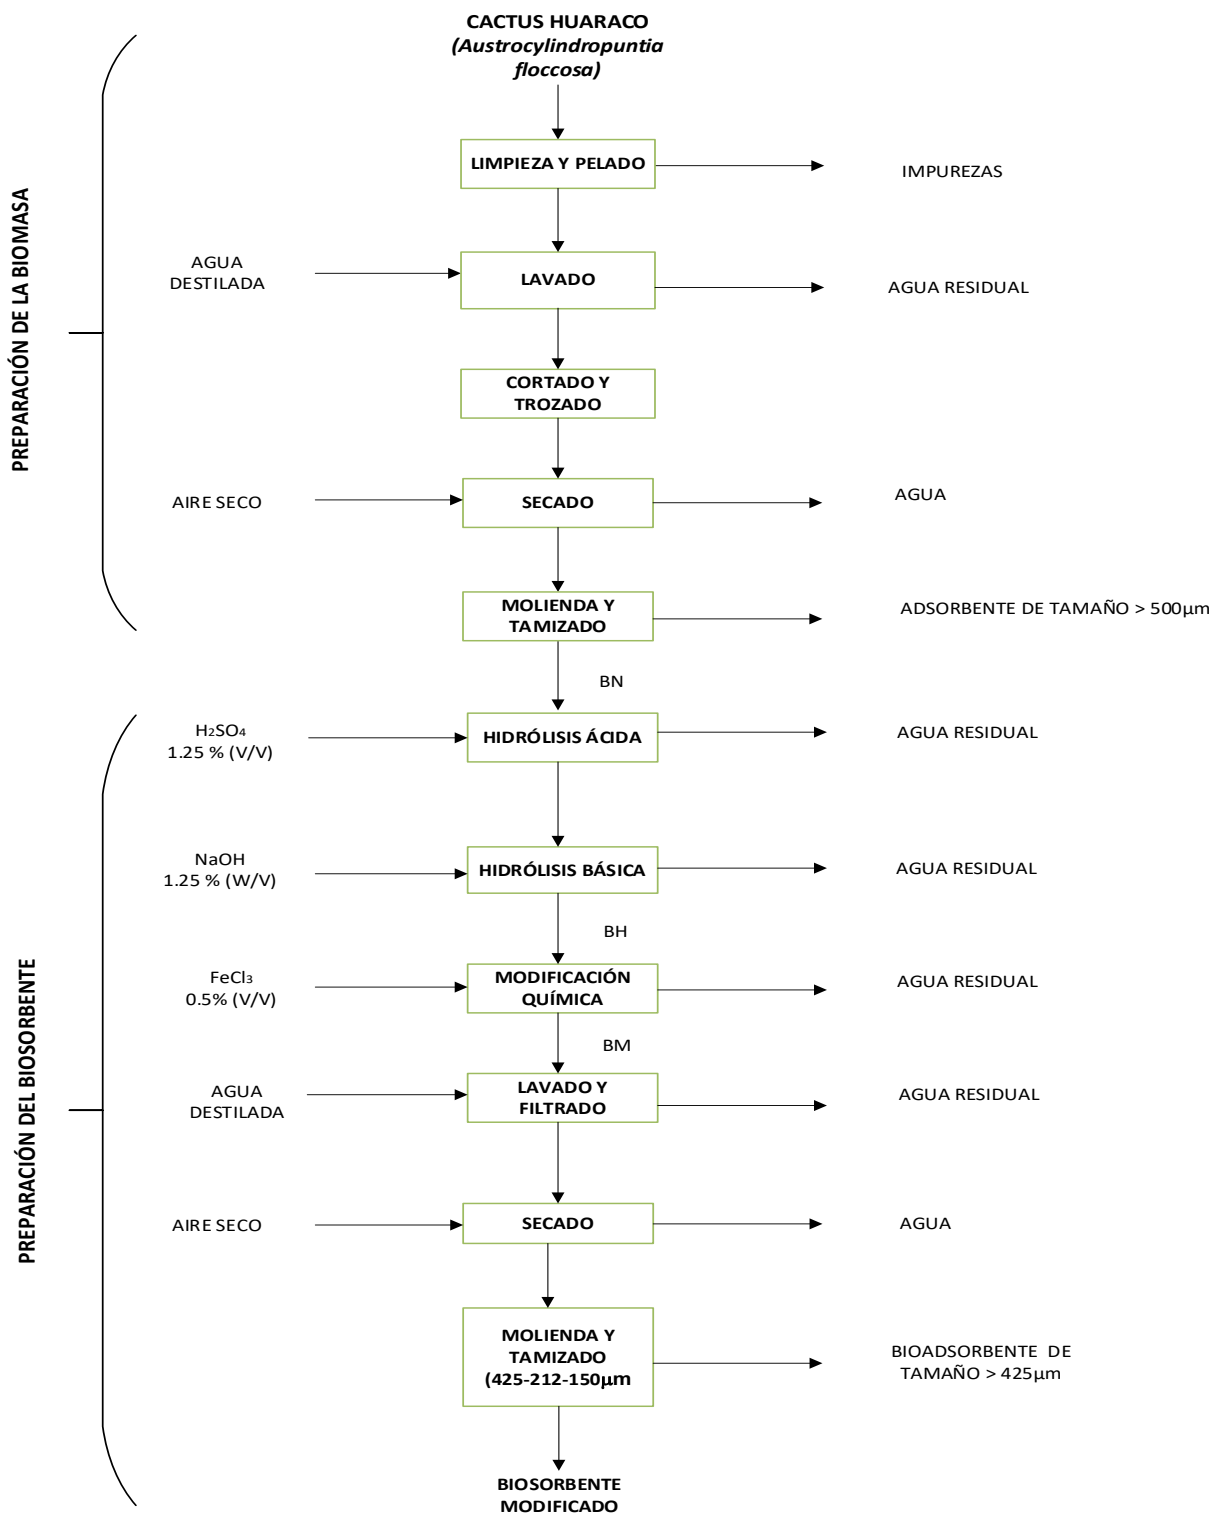 CACTUS HUARACO
(Austrocylindropuntia
floccosa)
PREPARACIÓN DE LA BIOMASA
LIMPIEZA Y PELADO
IMPUREZAS
AGUA
DESTILADA
LAVADO
AGUA RESIDUAL
CORTADO Y
TROZADO
AIRE SECO
SECADO
AGUA
MOLIENDA Y
TAMIZADO
ADSORBENTE DE TAMAÑO > 500µm
BN
PREPARACIÓN DEL BIOSORBENTE
H₂SO₄
1.25 % (V/V)
HIDRÓLISIS ÁCIDA
AGUA RESIDUAL
NaOH
1.25 % (W/V)
HIDRÓLISIS BÁSICA
AGUA RESIDUAL
BH
FeCl₃
0.5% (V/V)
MODIFICACIÓN
QUÍMICA
AGUA RESIDUAL
BM
AGUA
DESTILADA
LAVADO Y
FILTRADO
AGUA RESIDUAL
AIRE SECO
SECADO
AGUA
MOLIENDA Y
TAMIZADO
(425-212-150µm
BIOADSORBENTE DE
TAMAÑO > 425µm
BIOSORBENTE
MODIFICADO